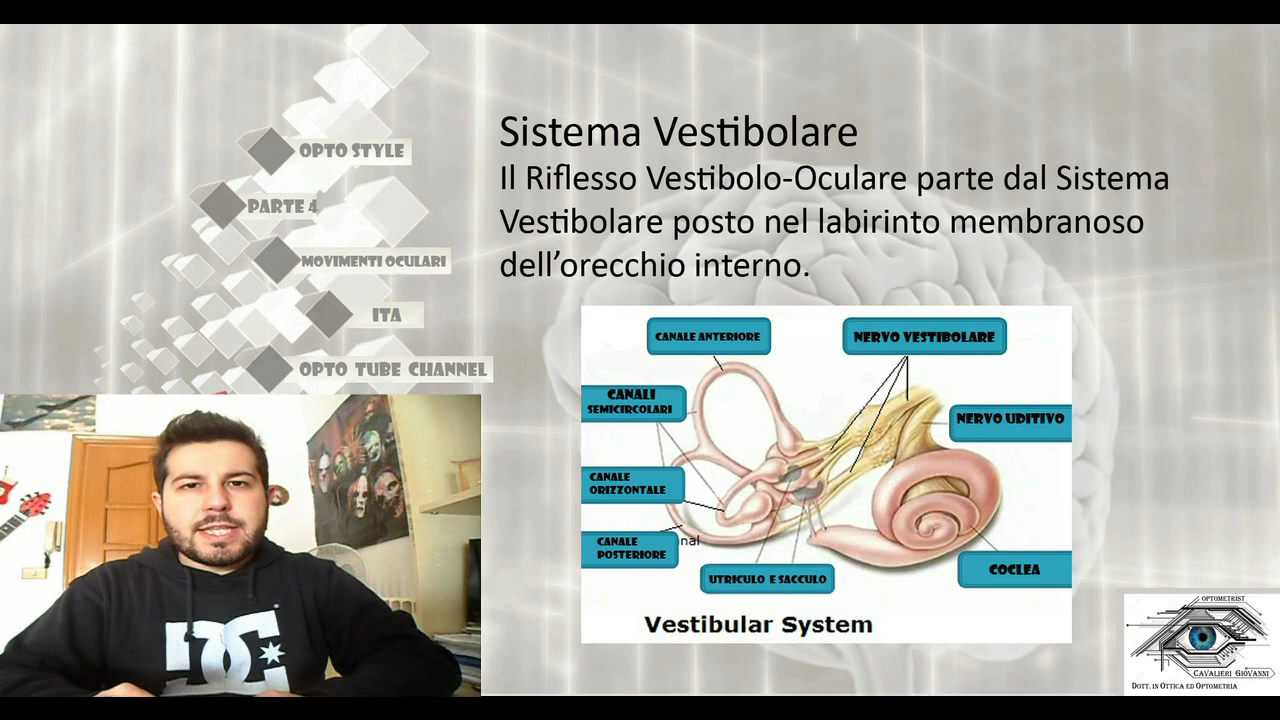 OPTO STYLE
PARTE 4
MOVIMENTI OCULARI
ITA
OPTO TUBE CHANNEL
Sistema Vestibolare
Il Riflesso Vestibolo-Oculare parte dal Sistema
Vestibolare posto nel labirinto membranoso
dell’orecchio interno.
CANALE ANTERIORE
NERVO VESTIBOLARE
CANALI
SEMICIRCOLARI
NERVO UDITIVO
CANALE
ORIZZONTALE
CANALE
POSTERIORE
nal
UTRICULO E SACCULO
COCLEA
Vestibular System
DC
OPTOMETRIST
CAVALIERI GIOVANNI
DOTT. IN OTTICA ED OPTOMETRIA